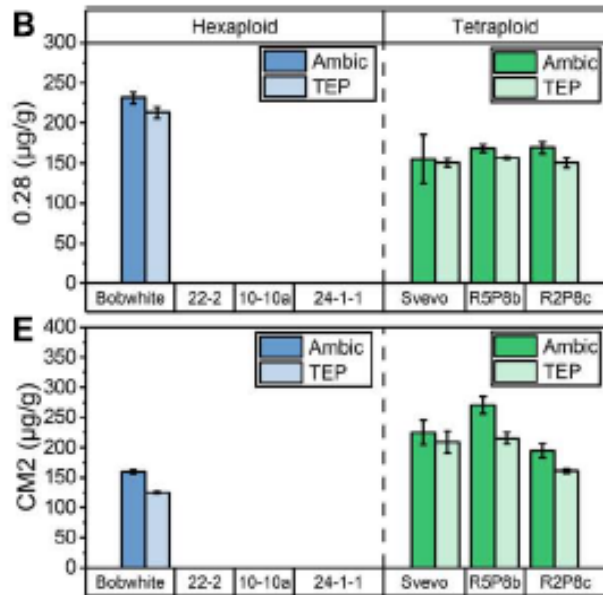 B
Hexaploid Tetraploid
300
250
200
150
100
50
0
0.28 (µg/g)
Ambic
TEP
Ambic
TEP
Bobwhite 22-2 10-10a 24-1-1 Svevo R5P8b R2P8c
E
400
350
300
250
200
150
100
50
0
CM2 (µg/g)
Ambic
TEP
Ambic
TEP
Bobwhite 22-2 10-10a 24-1-1 Svevo R5P8b R2P8c